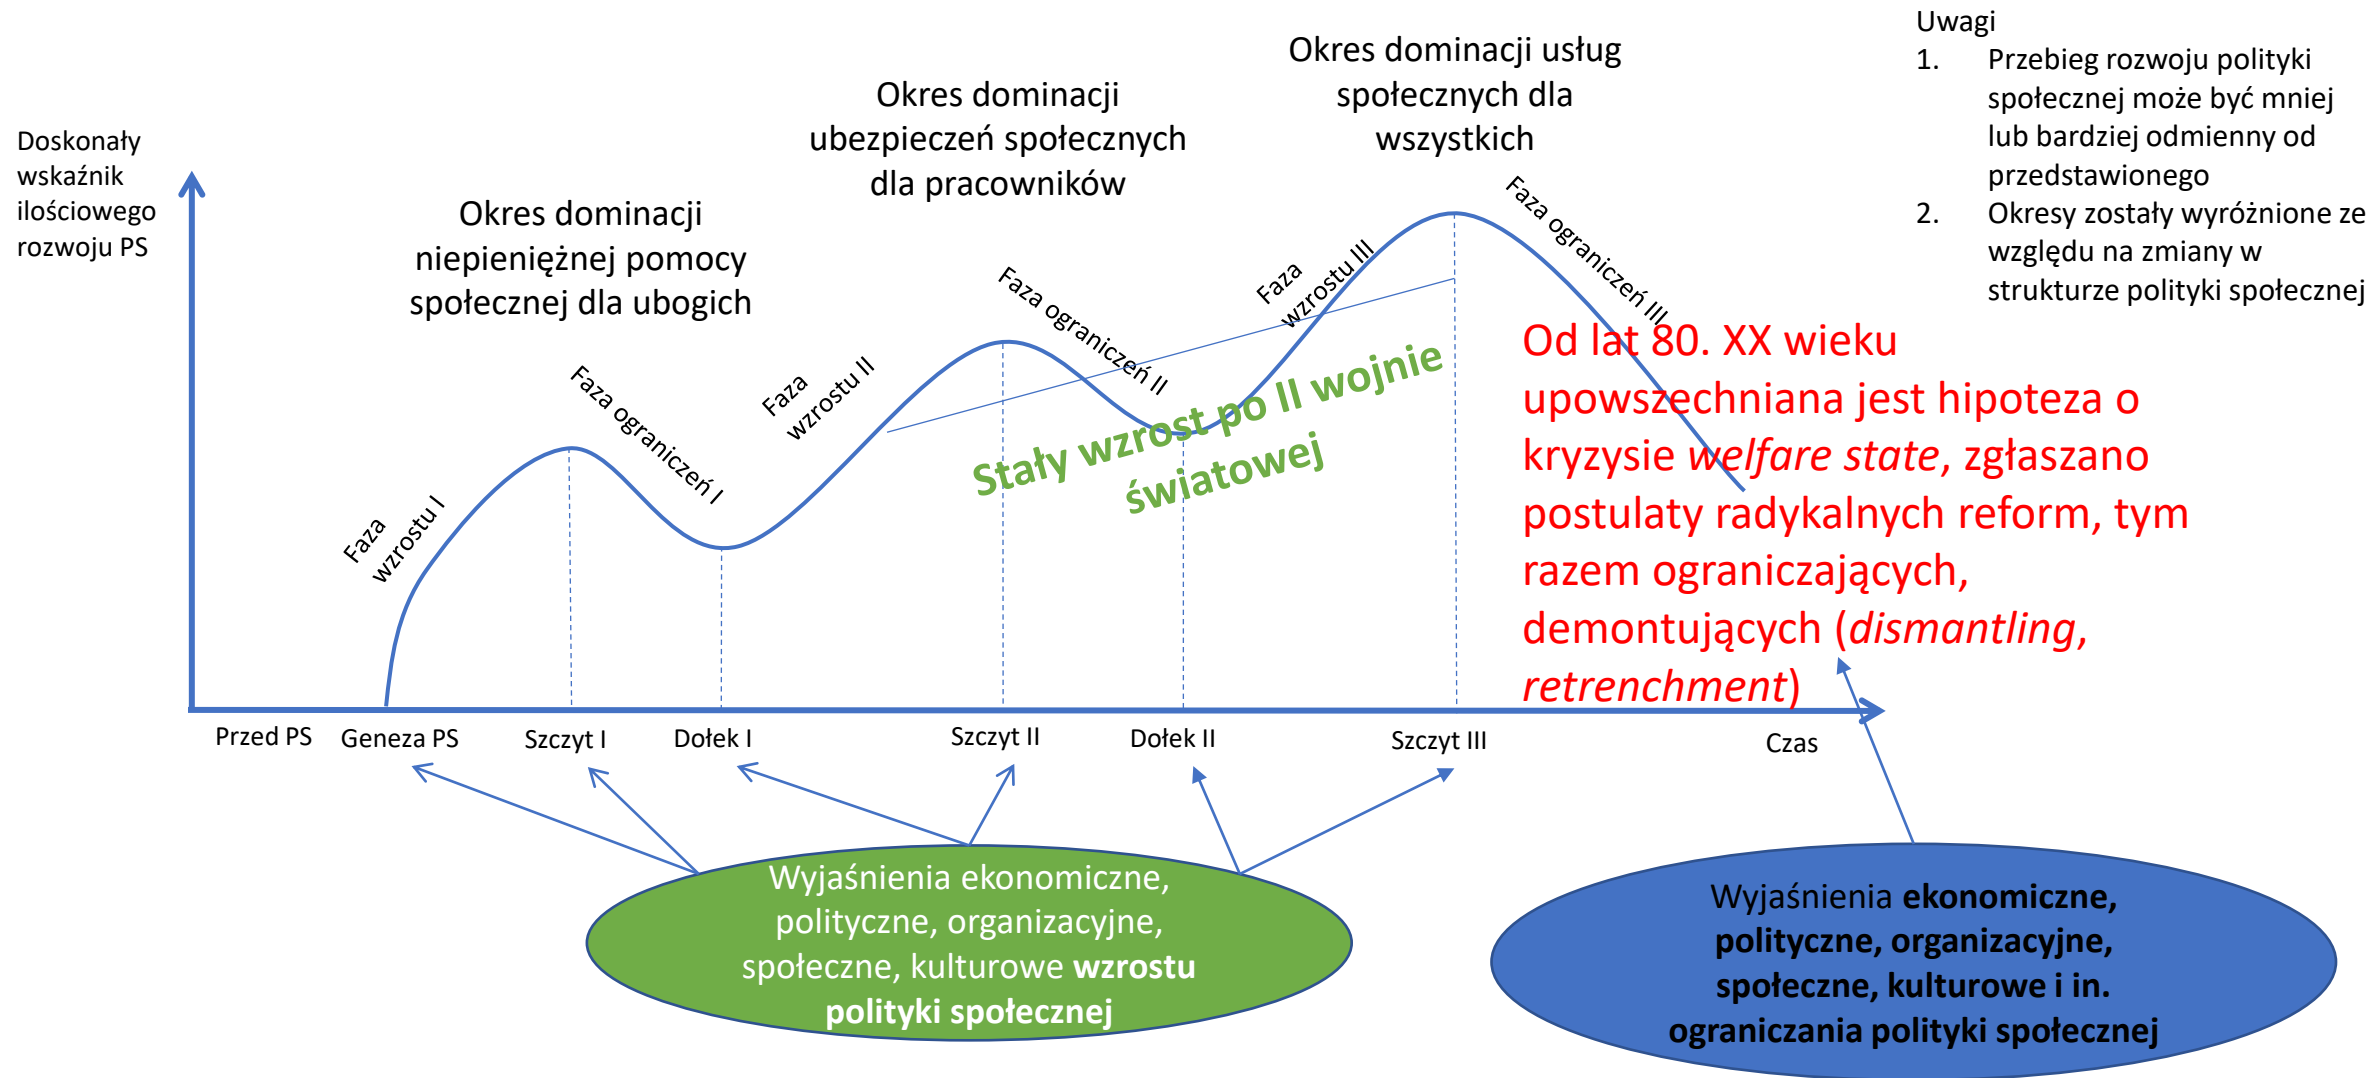 Uwagi
1. Przebieg rozwoju polityki
społecznej może być mniej
lub bardziej odmienny od
przedstawionego
2. Okresy zostały wyróżnione ze
względu na zmiany w
strukturze polityki społecznej
Doskonały
wskaźnik
ilościowego
rozwoju PS
Okres dominacji
niepieniężnej pomocy
społecznej dla ubogich
Okres dominacji
ubezpieczeń społecznych
dla pracowników
Okres dominacji usług
społecznych dla
wszystkich
Faza
wzrostu I
Faza ograniczeń I
Faza
wzrostu II
Faza ograniczeń II
Faza
wzrostu III
Faza ograniczeń III
Stały wzrost po II wojnie
światowej
Od lat 80. XX wieku
upowszechniana jest hipoteza o
kryzysie welfare state, zgłaszano
postulaty radykalnych reform, tym
razem ograniczających,
demontujących (dismantling,
retrenchment)
Przed PS
Geneza PS
Szczyt I
Dołek I
Szczyt II
Dołek II
Szczyt III
Czas
Wyjaśnienia ekonomiczne,
polityczne, organizacyjne,
społeczne, kulturowe wzrostu
polityki społecznej
Wyjaśnienia ekonomiczne,
polityczne, organizacyjne,
społeczne, kulturowe i in.
ograniczania polityki społecznej